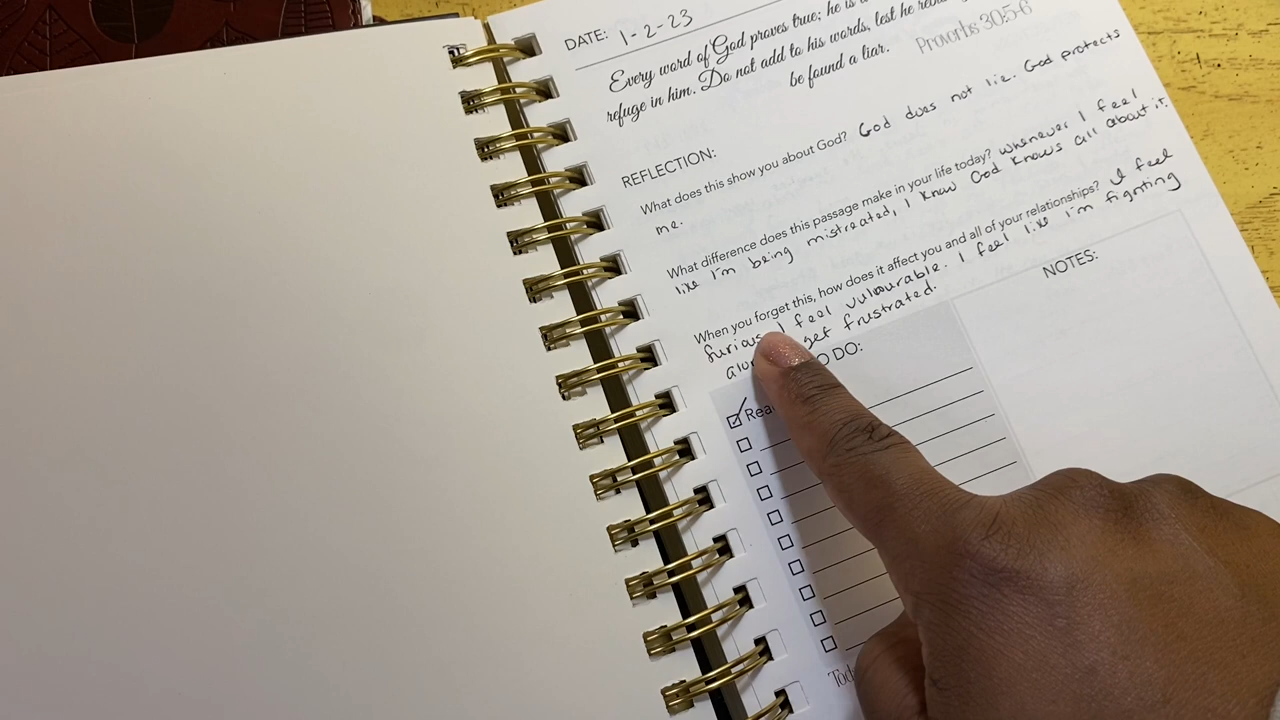 DATE: 1-2-23
Every word of God proves true; he is a
refuge in him. Do not add to his words, lest he
be found a liar. Proverbs 30:5-6
REFLECTION:
What does this show you about God? God does not lie. God protects
me.
What difference does this passage make in your life today? whenever I feel
like I'm being mistreated, I know God knows all about it.
When you forget this, how does it affect you and all of your relationships? I feel
furious. I feel vulourable. I feel like I'm fighting
get frustrated.
O DO:
NOTES:
Rea
Tod